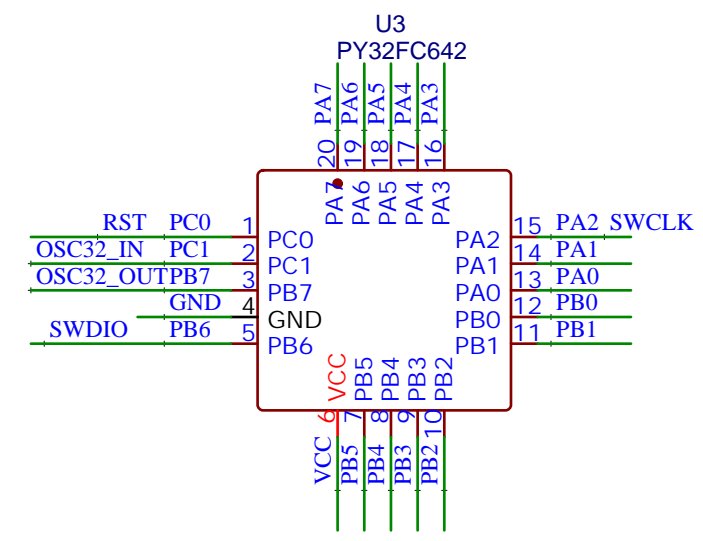 U3
PY32FC642
PA7 PA6 PA5 PA4 PA3
20 19 18 17 16
PA7 PA6 PA5 PA4 PA3
RST PC0 1 PC0
OSC32_IN PC1 2 PC1
OSC32_OUT PB7 3 PB7
GND 4 GND
SWDIO PB6 5 PB6
PA2 15 PA2 SWCLK
PA1 14 PA1
PA0 13 PA0
PB0 12 PB0
PB1 11 PB1
VCC PB5 PB4 PB3 PB2
6 7 8 9 10
VCC PB5 PB4 PB3 PB2